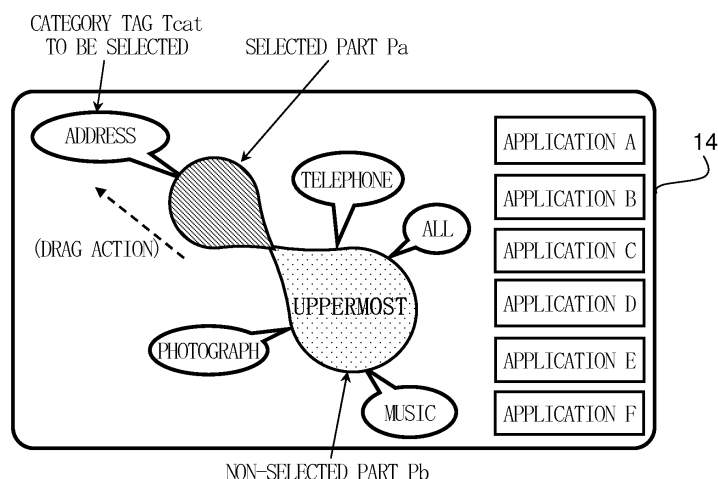 CATEGORY TAG Tcat
TO BE SELECTED
SELECTED PART Pa
ADDRESS
TELEPHONE
ALL
(DRAG ACTION)
UPPERMOST
PHOTOGRAPH
MUSIC
NON-SELECTED PART Pb
APPLICATION A
APPLICATION B
APPLICATION C
APPLICATION D
APPLICATION E
APPLICATION F
14